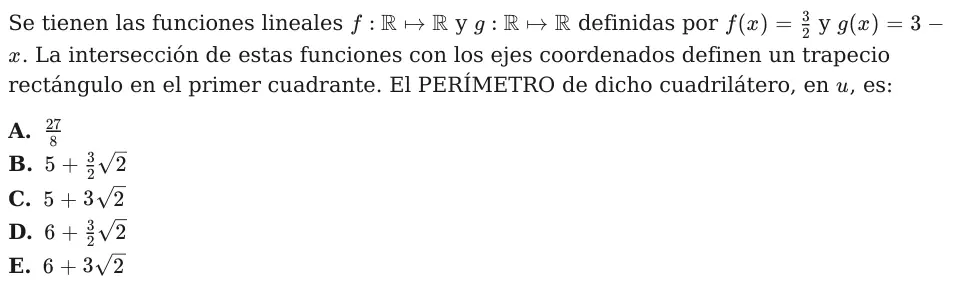 Se tienen las funciones lineales f : ℝ ↦ ℝ y g : ℝ ↦ ℝ definidas por f(x) = 3/2 y g(x) = 3 −
x. La intersección de estas funciones con los ejes coordenados definen un trapecio
rectángulo en el primer cuadrante. El PERÍMETRO de dicho cuadrilátero, en u, es:
A. 27/8
B. 5 + 3/2√2
C. 5 + 3√2
D. 6 + 3/2√2
E. 6 + 3√2